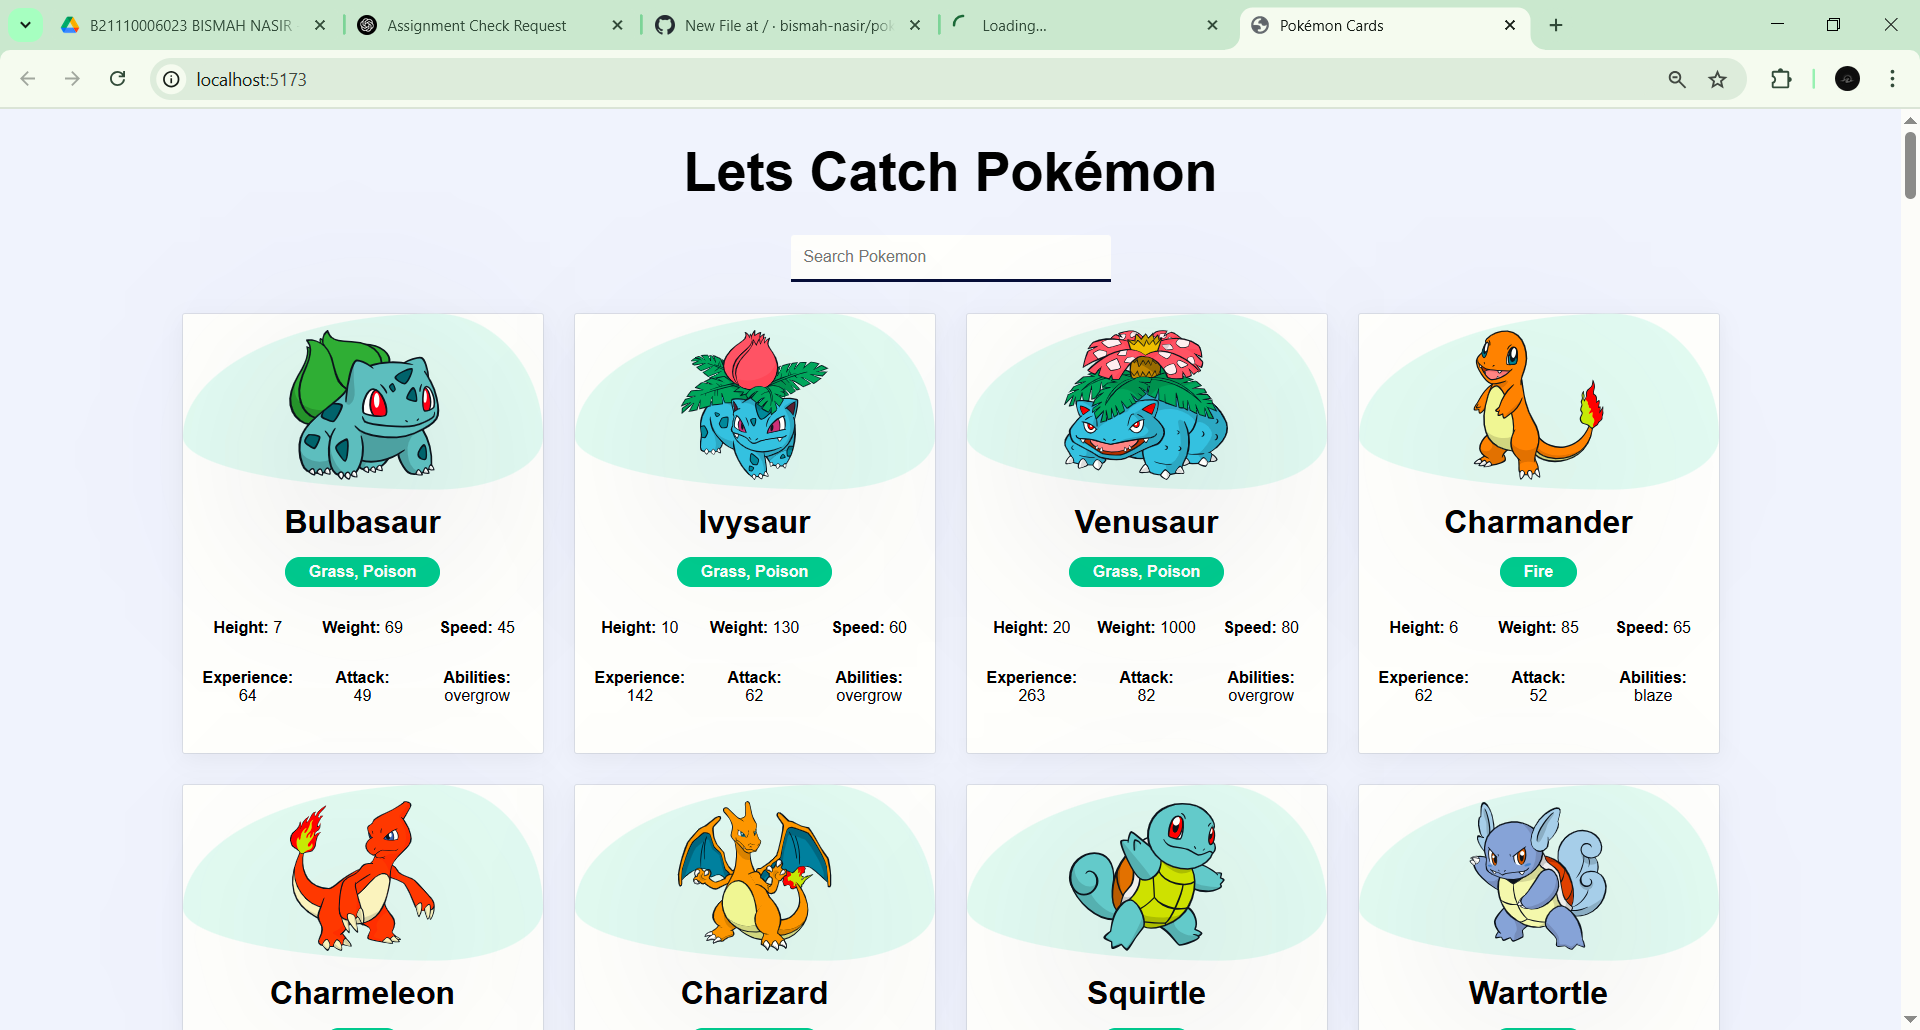 B21110006023 BISMAH NASIR
Assignment Check Request
New File at / · bismah-nasir/pok
Loading...
Pokémon Cards
localhost:5173
Lets Catch Pokémon
Search Pokemon
Bulbasaur
Grass, Poison
Height: 7 Weight: 69 Speed: 45
Experience: Attack: Abilities:
64 49 overgrow
Ivysaur
Grass, Poison
Height: 10 Weight: 130 Speed: 60
Experience: Attack: Abilities:
142 62 overgrow
Venusaur
Grass, Poison
Height: 20 Weight: 1000 Speed: 80
Experience: Attack: Abilities:
263 82 overgrow
Charmander
Fire
Height: 6 Weight: 85 Speed: 65
Experience: Attack: Abilities:
62 52 blaze
Charmeleon
Charizard
Squirtle
Wartortle